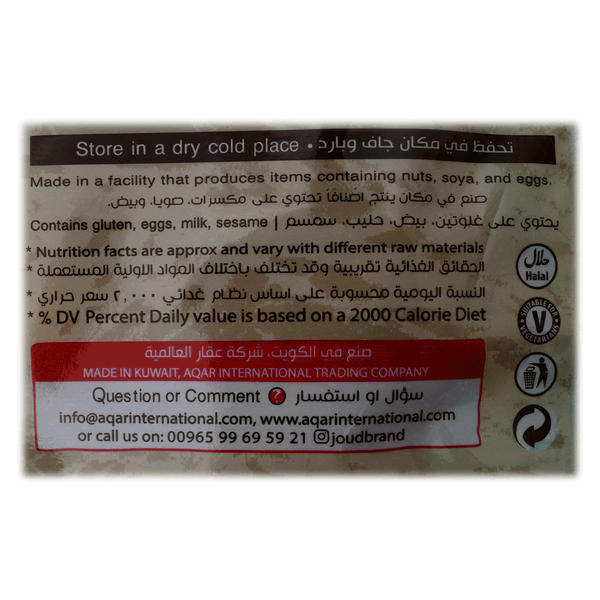 Store in a dry cold place • تحفظ في مكان جاف وبارد
Made in a facility that produces items containing nuts, soya, and eggs.
صنع في مكان ينتج اصنافاً تحتوي على مكسرات، صويا، وبيض.
Contains gluten, eggs, milk, sesame | يحتوي على غلوتين، بيض، حليب، سمسم
* Nutrition facts are approx and vary with different raw materials
* الحقائق الغذائية تقريبية وقد تختلف باختلاف المواد الاولية المستعملة *
النسبة اليومية محسوبة على اساس نظام غذائي ٢,٠٠٠ سعر حراري *
* % DV Percent Daily value is based on a 2000 Calorie Diet
حلال
Halal
SUITABLE FOR
V
VEGETARIANS
صنع في الكويت، شركة عقار العالمية
MADE IN KUWAIT, AQAR INTERNATIONAL TRADING COMPANY
Question or Comment ? سؤال او استفسار
info@aqarinternational.com, www.aqarinternational.com
or call us on: 00965 99 69 59 21 joudbrand